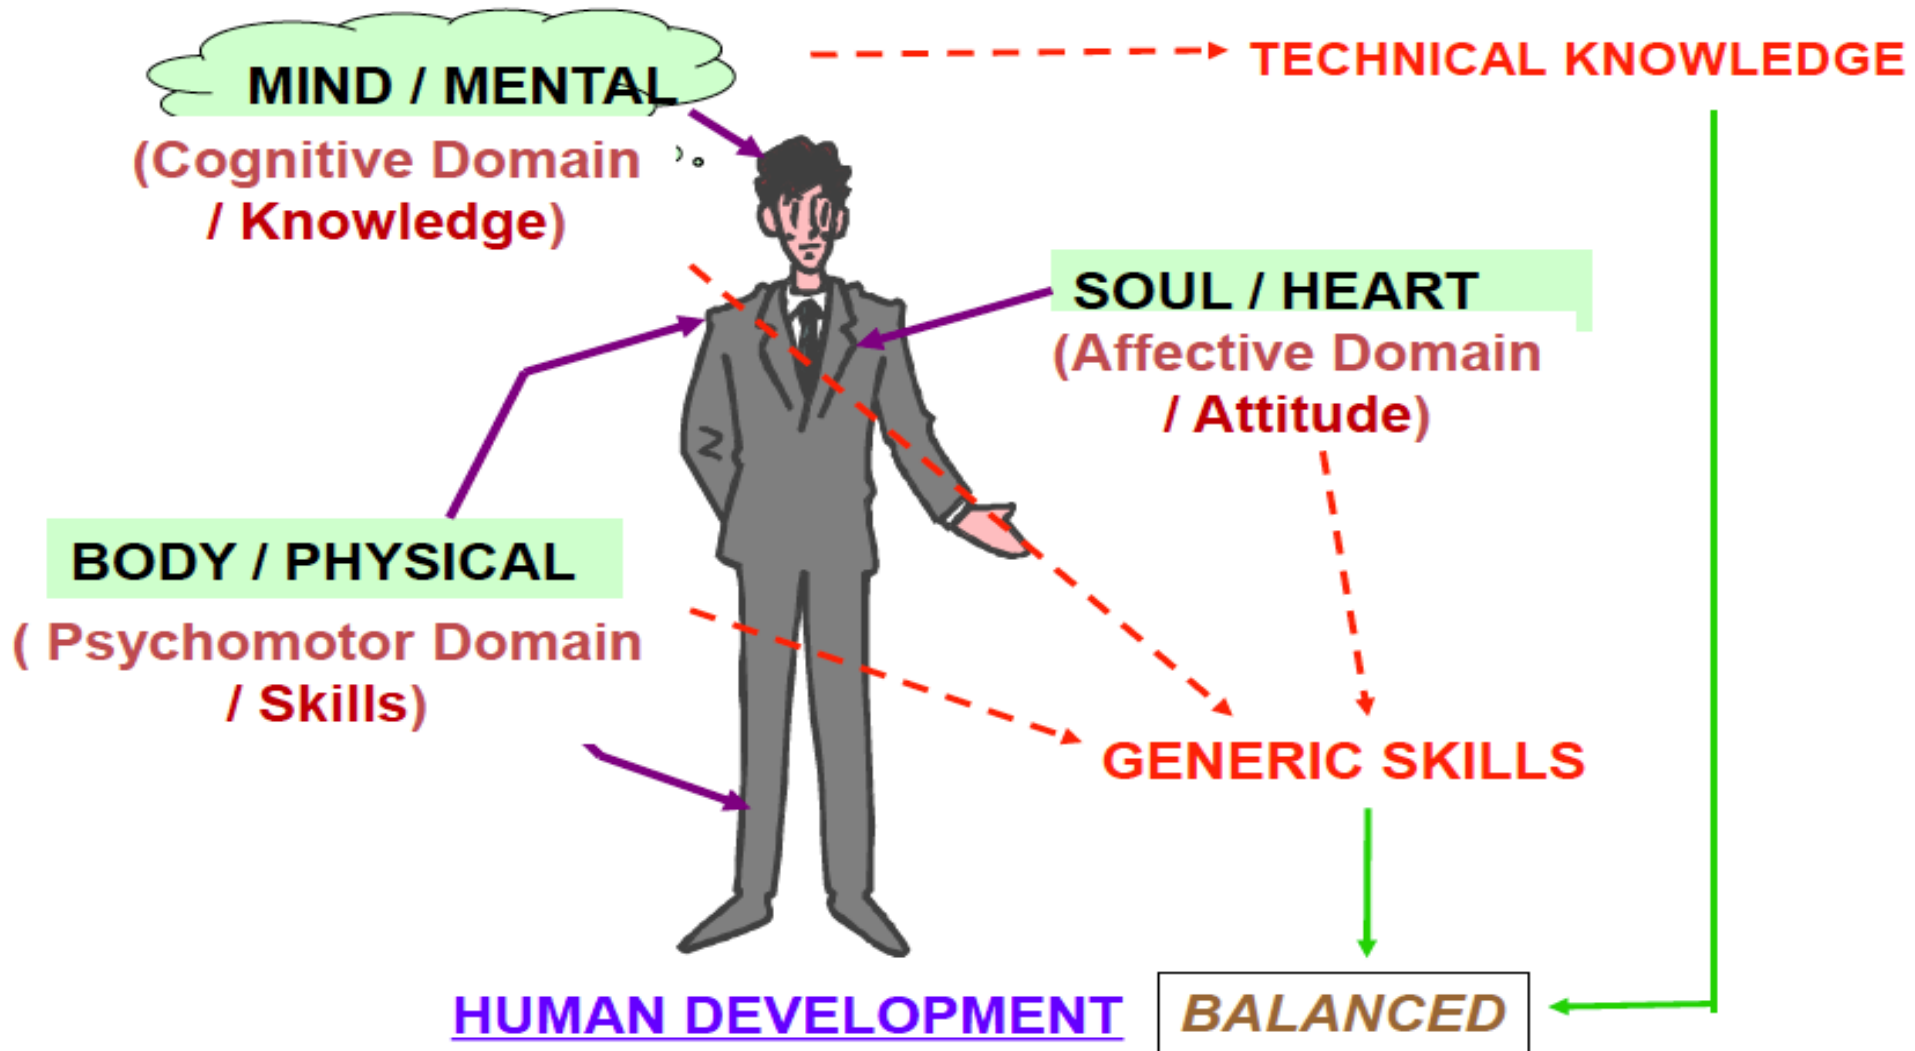 MIND / MENTAL
(Cognitive Domain
/ Knowledge)
TECHNICAL KNOWLEDGE
SOUL / HEART
(Affective Domain
/ Attitude)
BODY / PHYSICAL
( Psychomotor Domain
/ Skills)
GENERIC SKILLS
HUMAN DEVELOPMENT
BALANCED